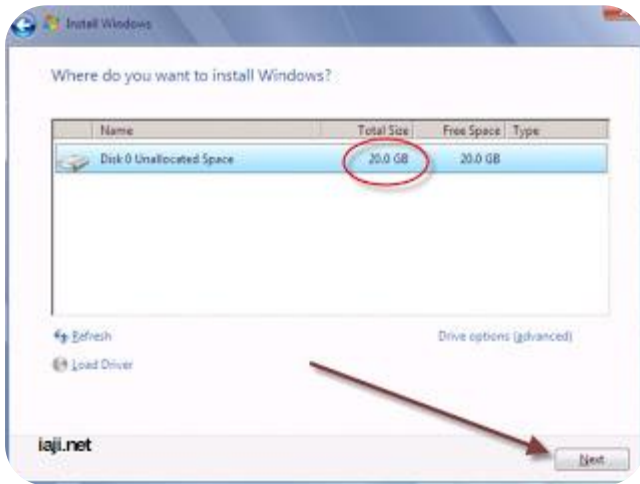 Install Windows
Where do you want to install Windows?
Name Total Size Free Space Type
Disk 0 Unallocated Space 20.0 GB 20.0 GB
Refresh Drive options (advanced)
Load Driver
iaji.net
Next